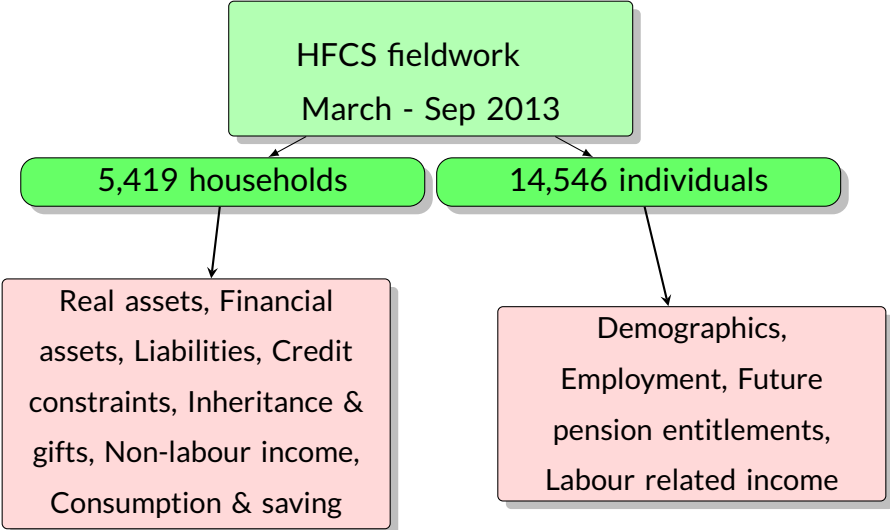 HFCS fieldwork
March - Sep 2013
5,419 households
14,546 individuals
Real assets, Financial
assets, Liabilities, Credit
constraints, Inheritance &
gifts, Non-labour income,
Consumption & saving
Demographics,
Employment, Future
pension entitlements,
Labour related income